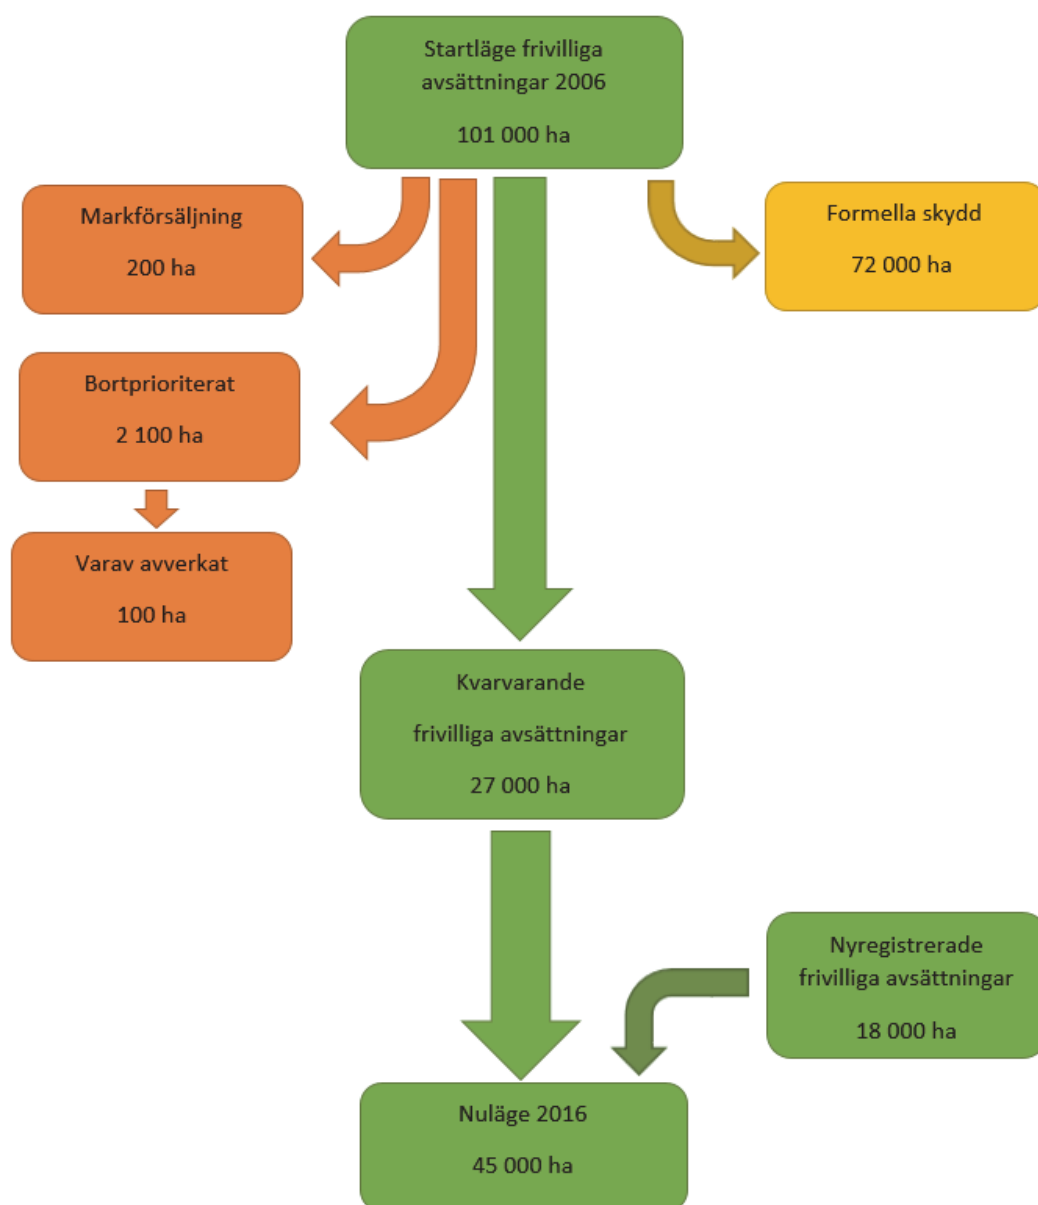 Startläge frivilliga
avsättningar 2006
101 000 ha
Markförsäljning
200 ha
Formella skydd
72 000 ha
Bortprioriterat
2 100 ha
Varav avverkat
100 ha
Kvarvarande
frivilliga avsättningar
27 000 ha
Nyregistrerade
frivilliga avsättningar
18 000 ha
Nuläge 2016
45 000 ha